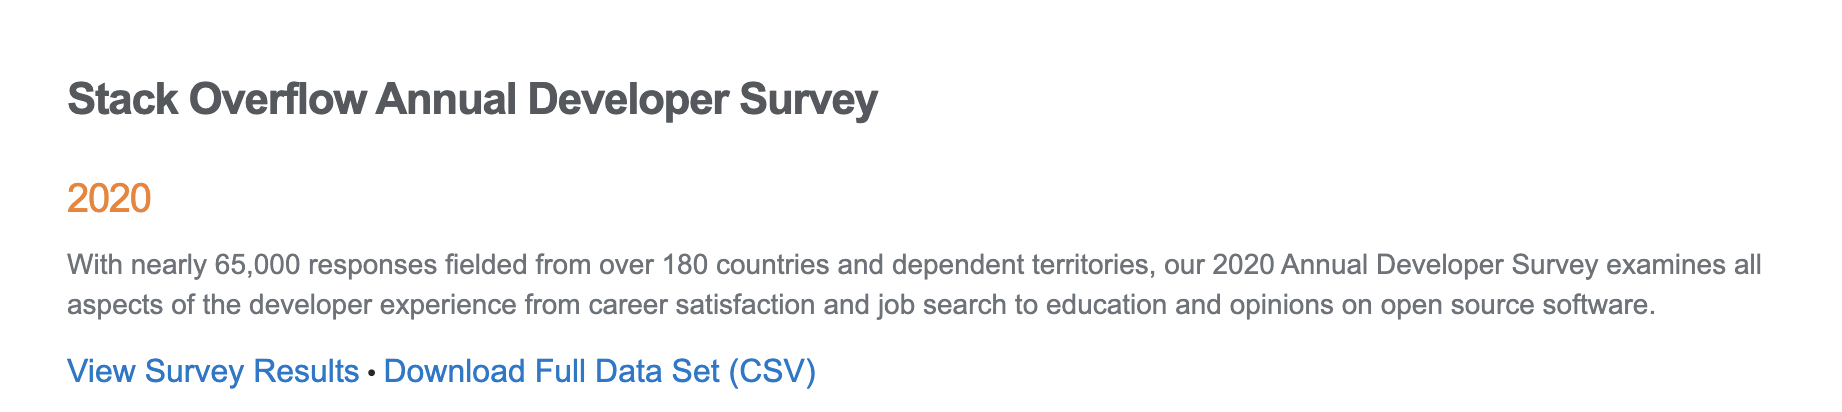 Stack Overflow Annual Developer Survey
2020
With nearly 65,000 responses fielded from over 180 countries and dependent territories, our 2020 Annual Developer Survey examines all
aspects of the developer experience from career satisfaction and job search to education and opinions on open source software.
View Survey Results • Download Full Data Set (CSV)